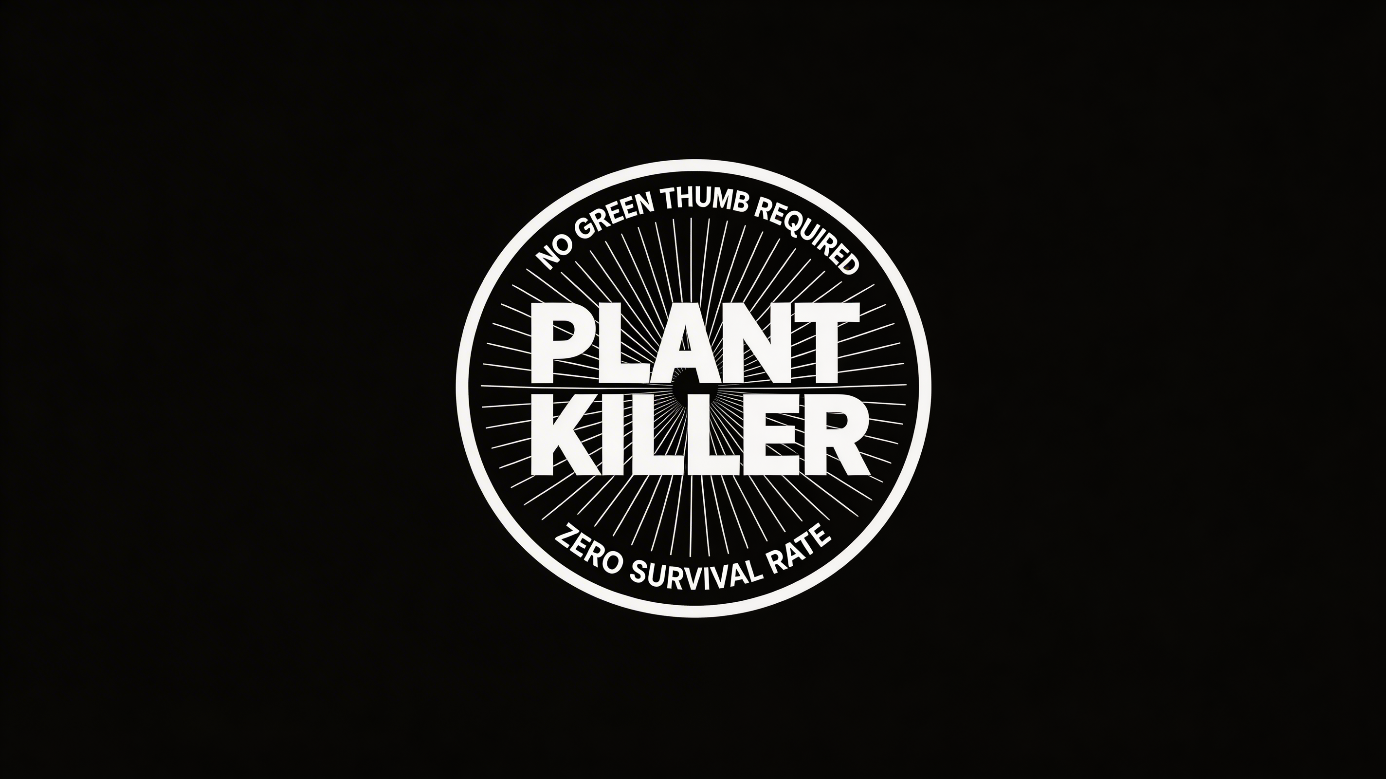 NO GREEN THUMB REQUIRED
PLANT
KILLER
ZERO SURVIVAL RATE